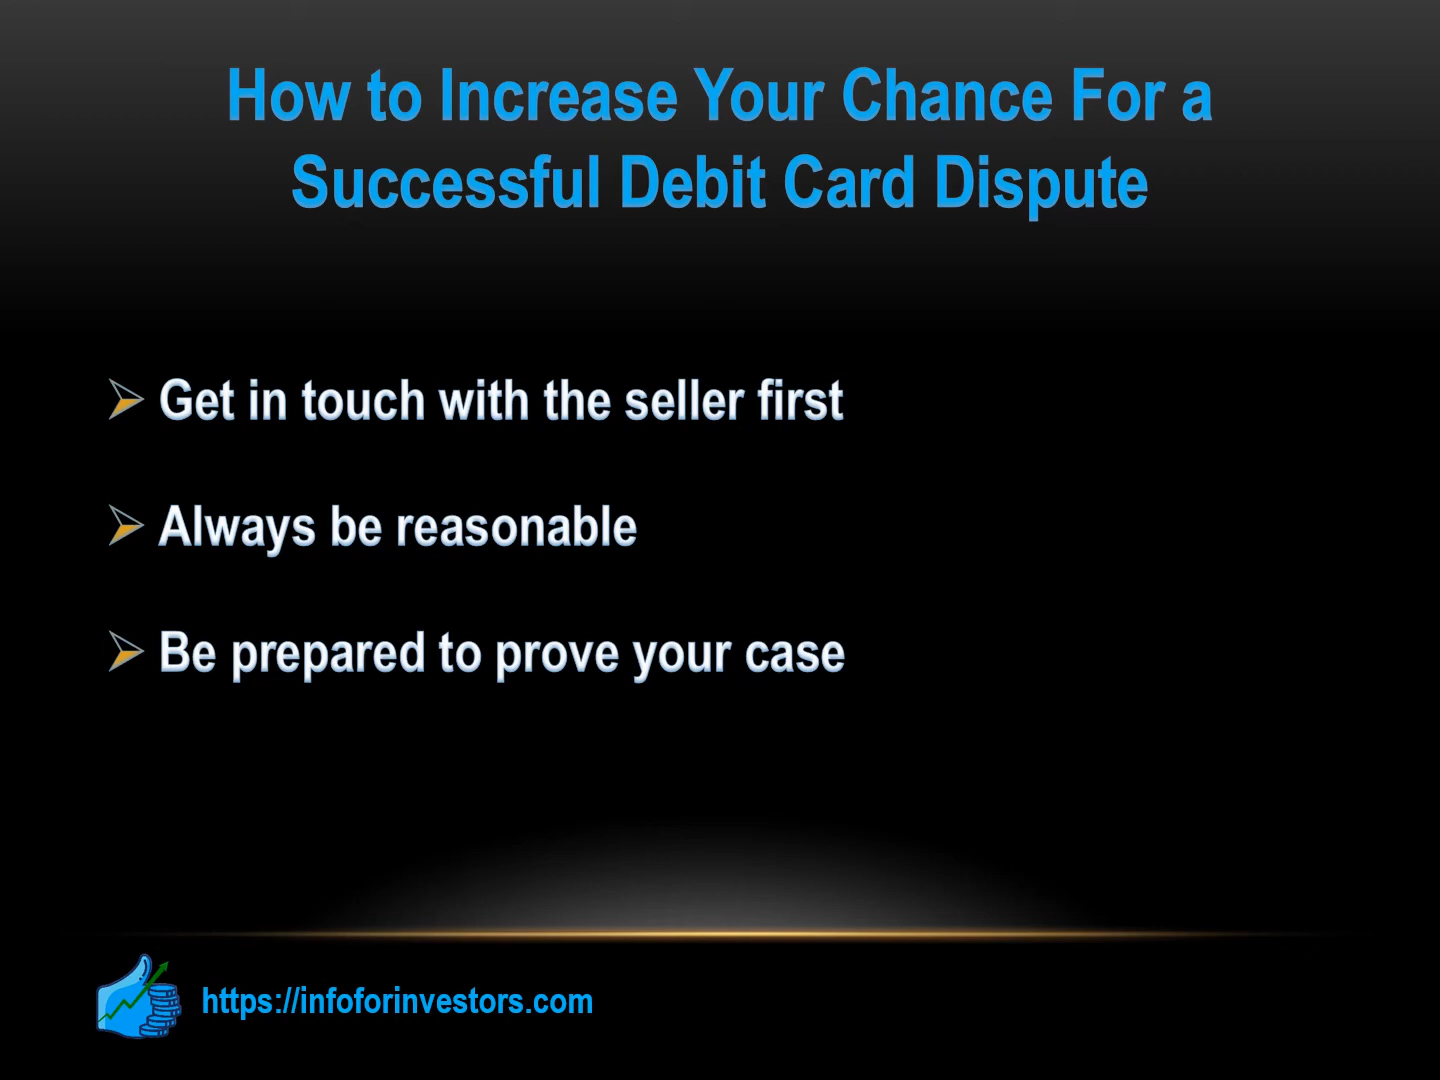 How to Increase Your Chance For a
Successful Debit Card Dispute
Get in touch with the seller first
Always be reasonable
Be prepared to prove your case
https://infoforinvestors.com